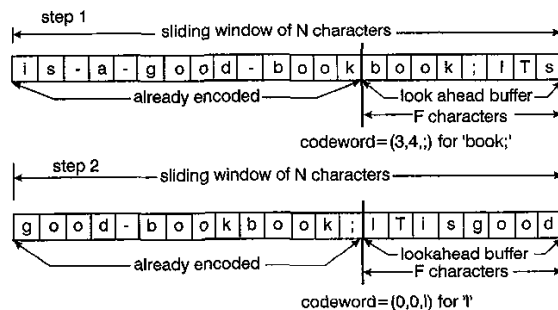 step 1
sliding window of N characters
i s - a - g o o d - b o o k b o o k ; I T s
already encoded look ahead buffer
F characters
codeword=(3,4,;) for 'book;'
step 2
sliding window of N characters
g o o d - b o o k b o o k ; I T i s g o o d
already encoded lookahead buffer
F characters
codeword=(0,0,I) for 'I'